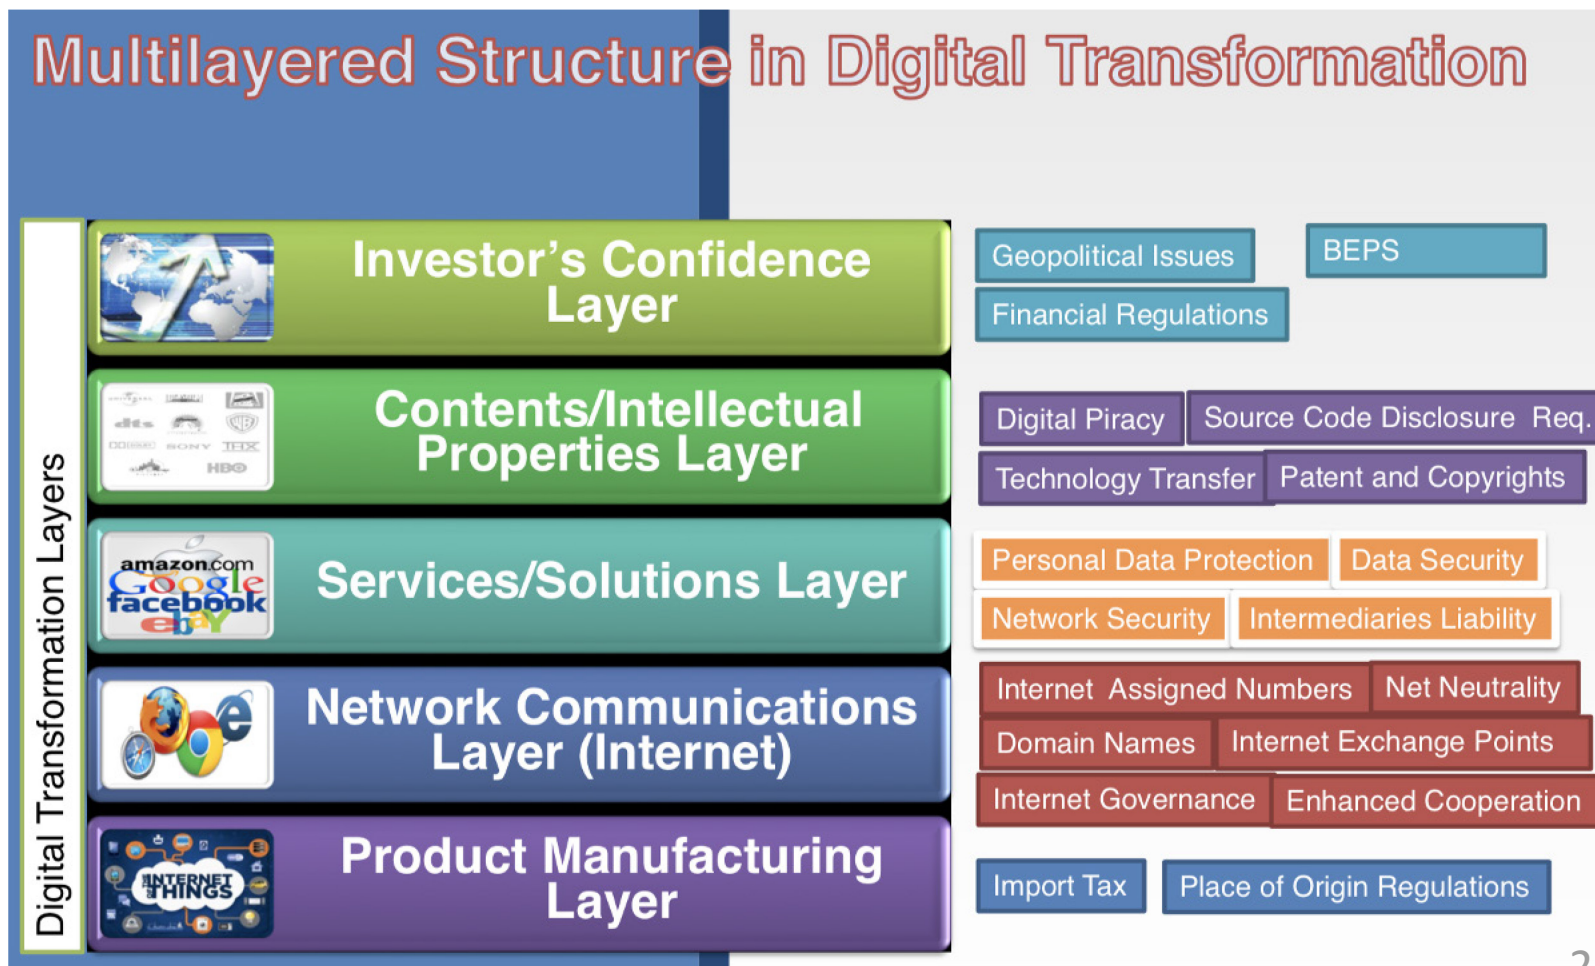 Multilayered Structure in Digital Transformation
Digital Transformation Layers
Investor's Confidence
Layer
Geopolitical Issues
BEPS
Financial Regulations
dts
WB
SONY THX
HBO
Contents/Intellectual
Properties Layer
Digital Piracy
Source Code Disclosure Req.
Technology Transfer
Patent and Copyrights
amazon.com
Google
facebook
ebaY
Services/Solutions Layer
Personal Data Protection
Data Security
Network Security
Intermediaries Liability
Network Communications
Layer (Internet)
Internet Assigned Numbers
Net Neutrality
Domain Names
Internet Exchange Points
Internet Governance
Enhanced Cooperation
INTERNET
THINGS
Product Manufacturing
Layer
Import Tax
Place of Origin Regulations